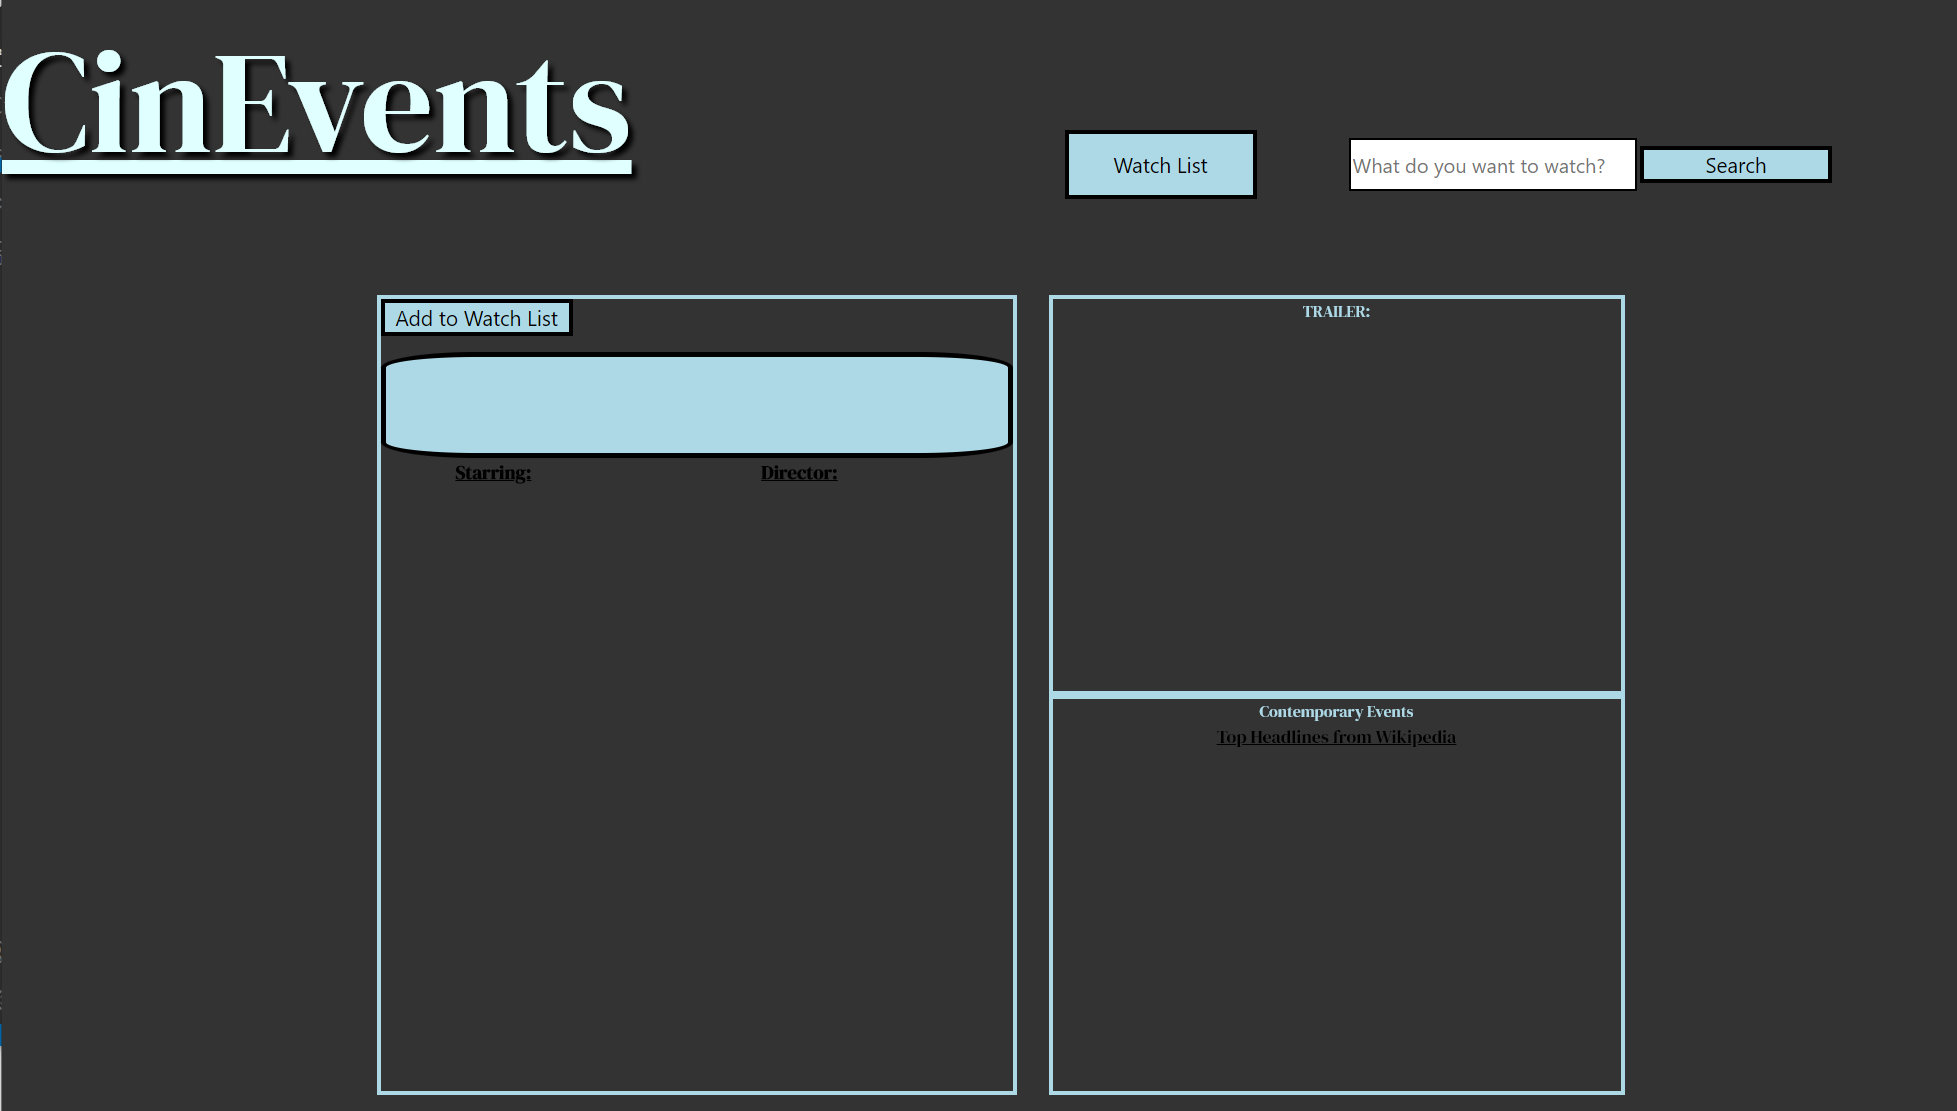 CinEvents
Watch List
What do you want to watch?
Search
Add to Watch List
Starring:
Director:
TRAILER:
Contemporary Events
Top Headlines from Wikipedia